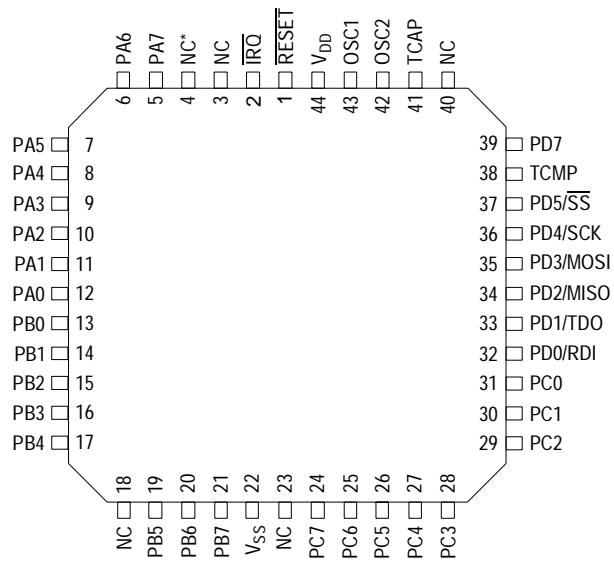 PA6 PA7 NC* NC IRQ RESET VDD OSC1 OSC2 TCAP NC
6 5 4 3 2 1 44 43 42 41 40
PA5 7
PA4 8
PA3 9
PA2 10
PA1 11
PA0 12
PB0 13
PB1 14
PB2 15
PB3 16
PB4 17
39 PD7
38 TCMP
37 PD5/SS
36 PD4/SCK
35 PD3/MOSI
34 PD2/MISO
33 PD1/TDO
32 PD0/RDI
31 PC0
30 PC1
29 PC2
18 19 20 21 22 23 24 25 26 27 28
NC PB5 PB6 PB7 VSS NC PC7 PC6 PC5 PC4 PC3